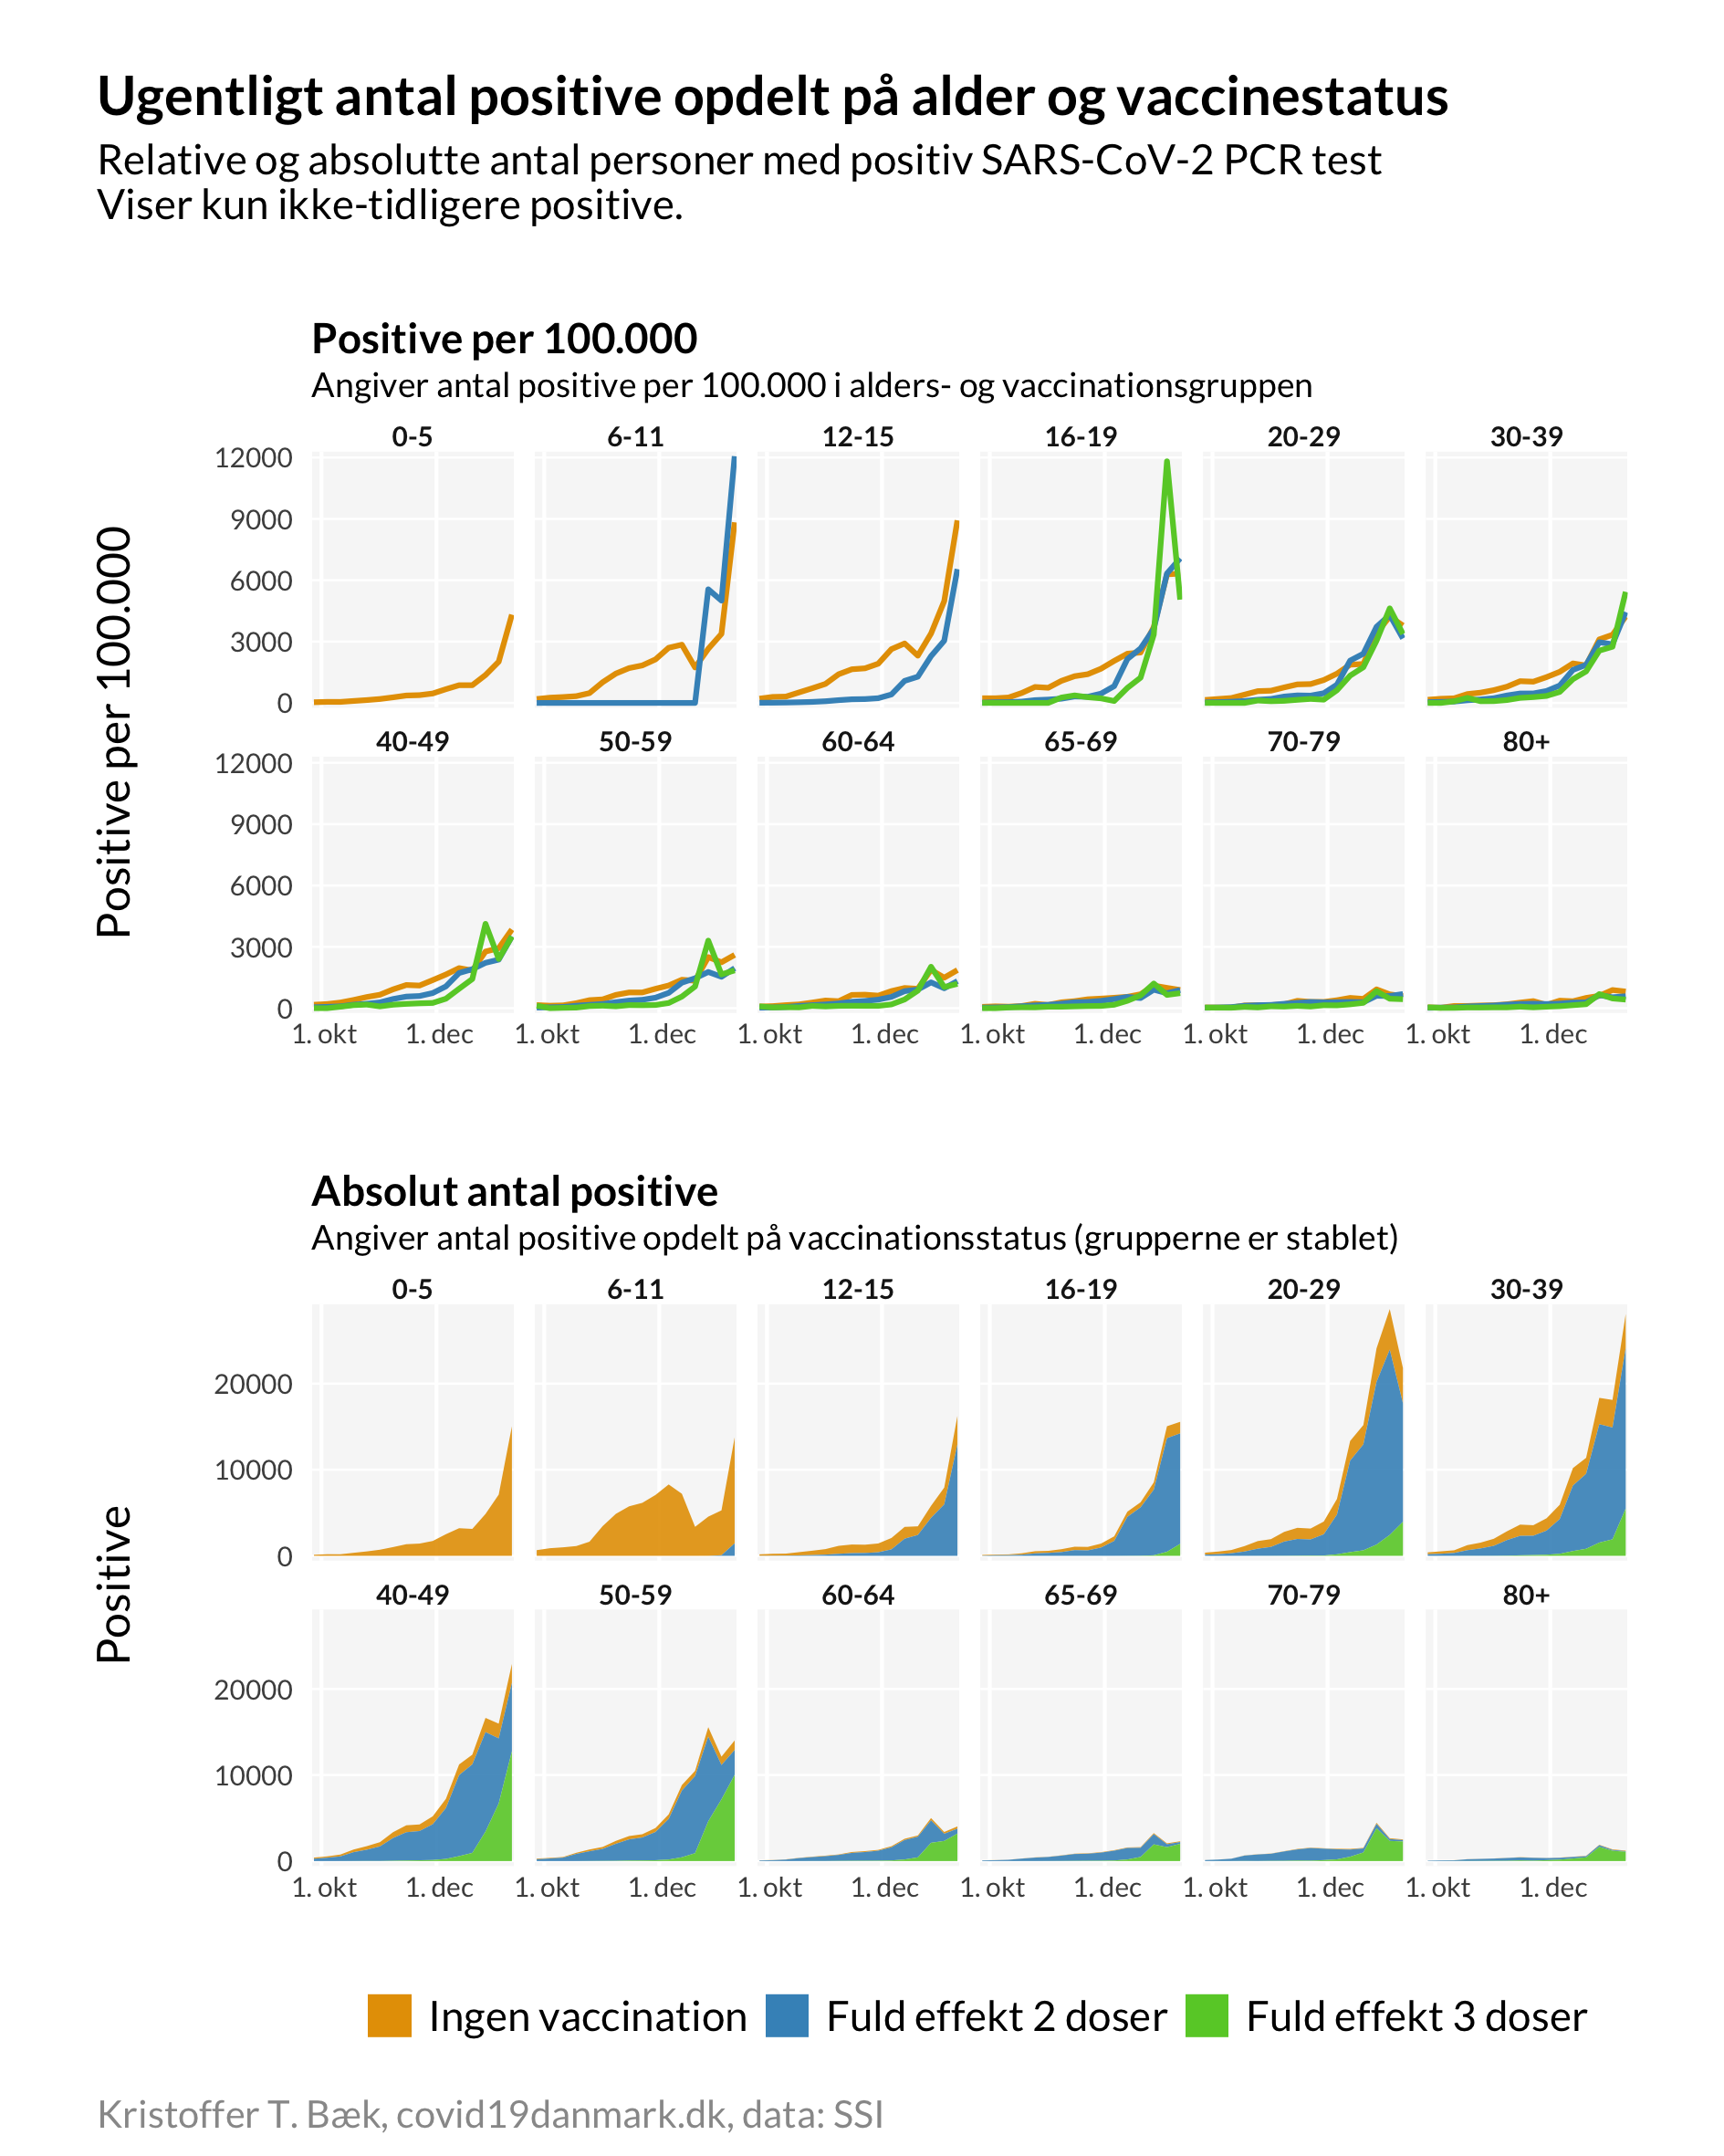 Ugentligt antal positive opdelt på alder og vaccinestatus
Relative og absolutte antal personer med positiv SARS-CoV-2 PCR test
Viser kun ikke-tidligere positive.
Positive per 100.000
Angiver antal positive per 100.000 i alders- og vaccinationsgruppen
Positive per 100.000
0-5 6-11 12-15 16-19 20-29 30-39
12000
9000
6000
3000
0
40-49 50-59 60-64 65-69 70-79 80+
12000
9000
6000
3000
0
1. okt 1. dec 1. okt 1. dec 1. okt 1. dec 1. okt 1. dec 1. okt 1. dec 1. okt 1. dec
Absolut antal positive
Angiver antal positive opdelt på vaccinationsstatus (grupperne er stablet)
Positive
0-5 6-11 12-15 16-19 20-29 30-39
20000
10000
0
40-49 50-59 60-64 65-69 70-79 80+
20000
10000
0
1. okt 1. dec 1. okt 1. dec 1. okt 1. dec 1. okt 1. dec 1. okt 1. dec 1. okt 1. dec
Ingen vaccination Fuld effekt 2 doser Fuld effekt 3 doser
Kristoffer T. Bæk, covid19danmark.dk, data: SSI